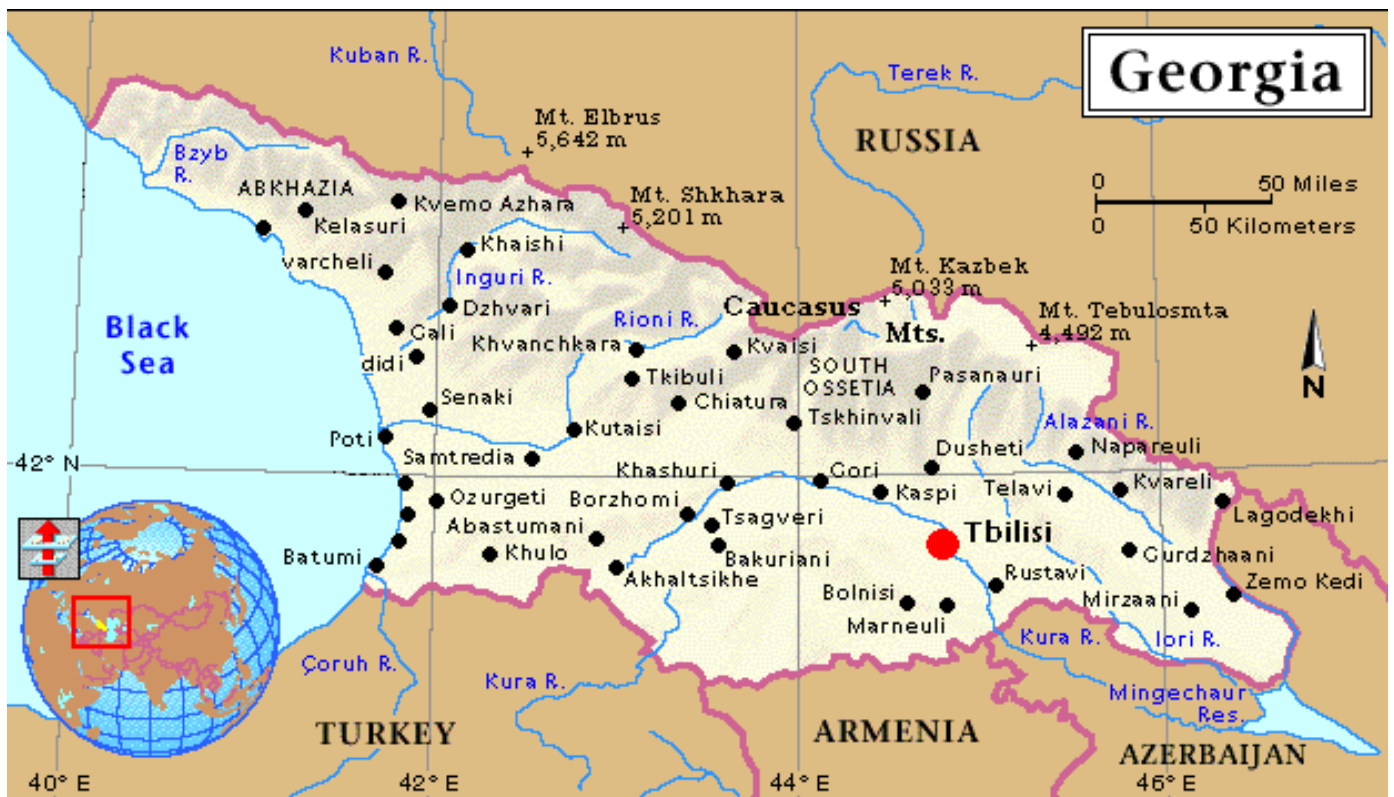 Georgia
Kuban R.
Terek R.
Mt. Elbrus
5,642 m
RUSSIA
Bzyb
R.
ABKHAZIA
Kvemo Azhara
Mt. Shkhara
5,201 m
0 50 Miles
0 50 Kilometers
Kelasuri
Khaishi
varcheli
Inguri R.
Mt. Kazbek
5,033 m
Dzhvari
Caucasus
Mts.
Mt. Tebulosmta
4,492 m
Black
Sea
Gali
Rioni R.
Khvanchkara
Kvaisi
didi
Tkibuli
SOUTH
OSSETIA
Pasanauri
N
Senaki
Chiatura
Tskhinvali
Alazani R.
Poti
Kutaisi
Napareuli
42° N
Samtredia
Khashuri
Gori
Dusheti
Kaspi
Telavi
Kvareli
Ozurgeti
Borzhomi
Tsagveri
Lagodekhi
Abastumani
Tbilisi
Batumi
Khulo
Bakuriani
Gurdzhaani
Akhaltsikhe
Rustavi
Zemo Kedi
Bolnisi
Mirzaani
Marneuli
Kura R.
Iori R.
Çoruh R.
Kura R.
Mingechaur
Res.
TURKEY
ARMENIA
AZERBAIJAN
40° E
42° E
44° E
46° E